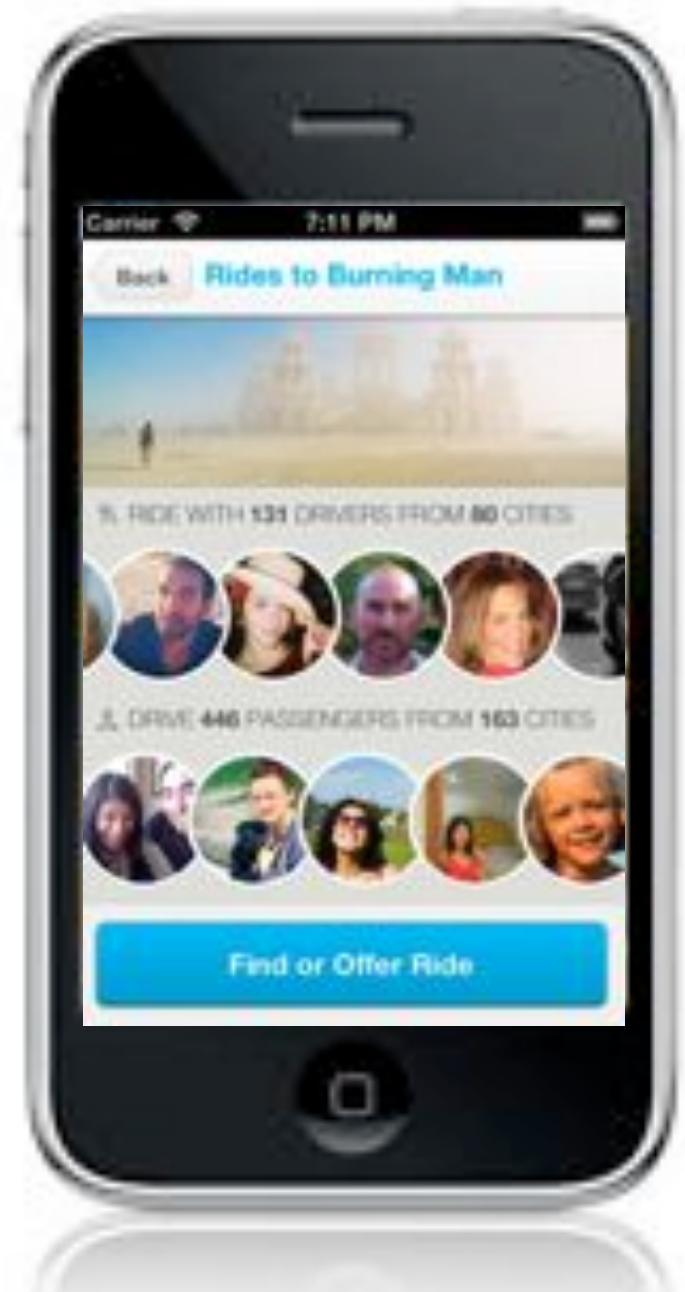 Carrier 7:11 PM
Back Rides to Burning Man
RIDE WITH 131 DRIVERS FROM 80 CITIES
DRIVE 446 PASSENGERS FROM 163 CITIES
Find or Offer Ride